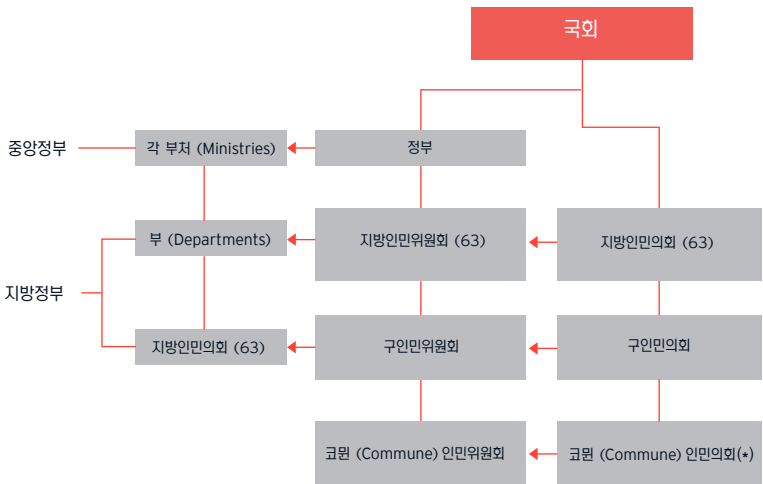 국회
중앙정부
각 부처 (Ministries)
정부
부 (Departments)
지방인민위원회 (63)
지방인민의회 (63)
지방정부
지방인민의회 (63)
구인민위원회
구인민의회
코뮌 (Commune) 인민위원회
코뮌 (Commune) 인민의회(*)